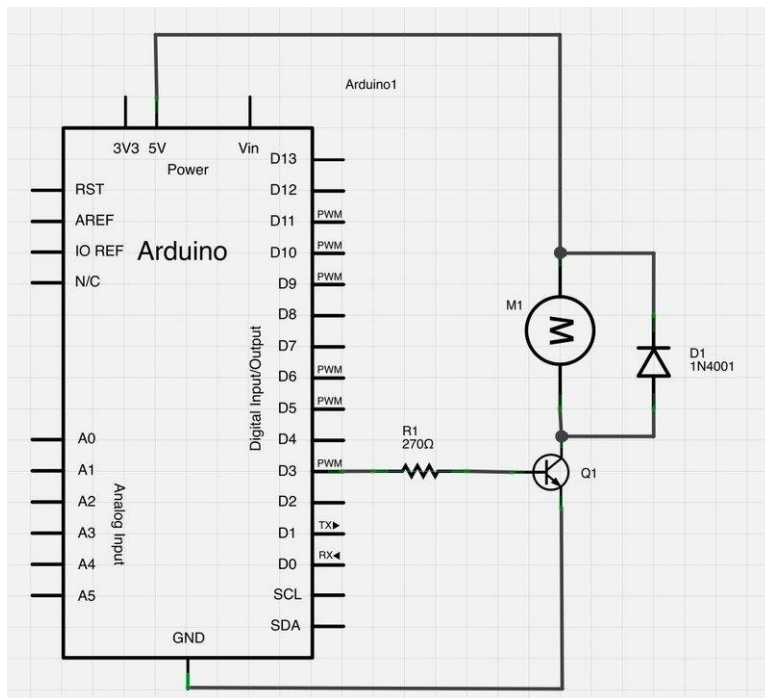 Arduino1
3V3 5V Vin
Power
Arduino
RST
AREF
IO REF
N/C
A0
A1
A2
A3
A4
A5
Analog Input
Digital Input/Output
D13
D12
D11 PWM
D10 PWM
D9 PWM
D8
D7
D6 PWM
D5 PWM
D4
D3 PWM
D2
D1 TX▶
D0 RX◀
SCL
SDA
GND
R1
270Ω
M1
M
D1
1N4001
Q1